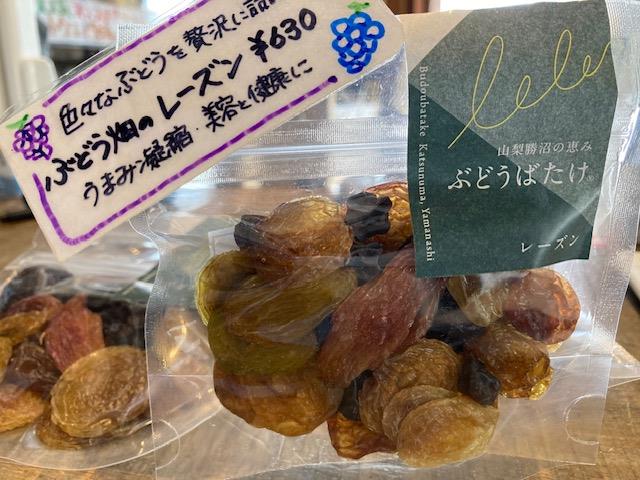 色々なぶどうを贅沢に詰
ぶどう畑のレーズン ¥630
うまみ凝縮・美容と健康に
lele
山梨勝沼の恵み
ぶどうばたけ®
レーズン
Budoubatake Katsunuma, Yamanashi